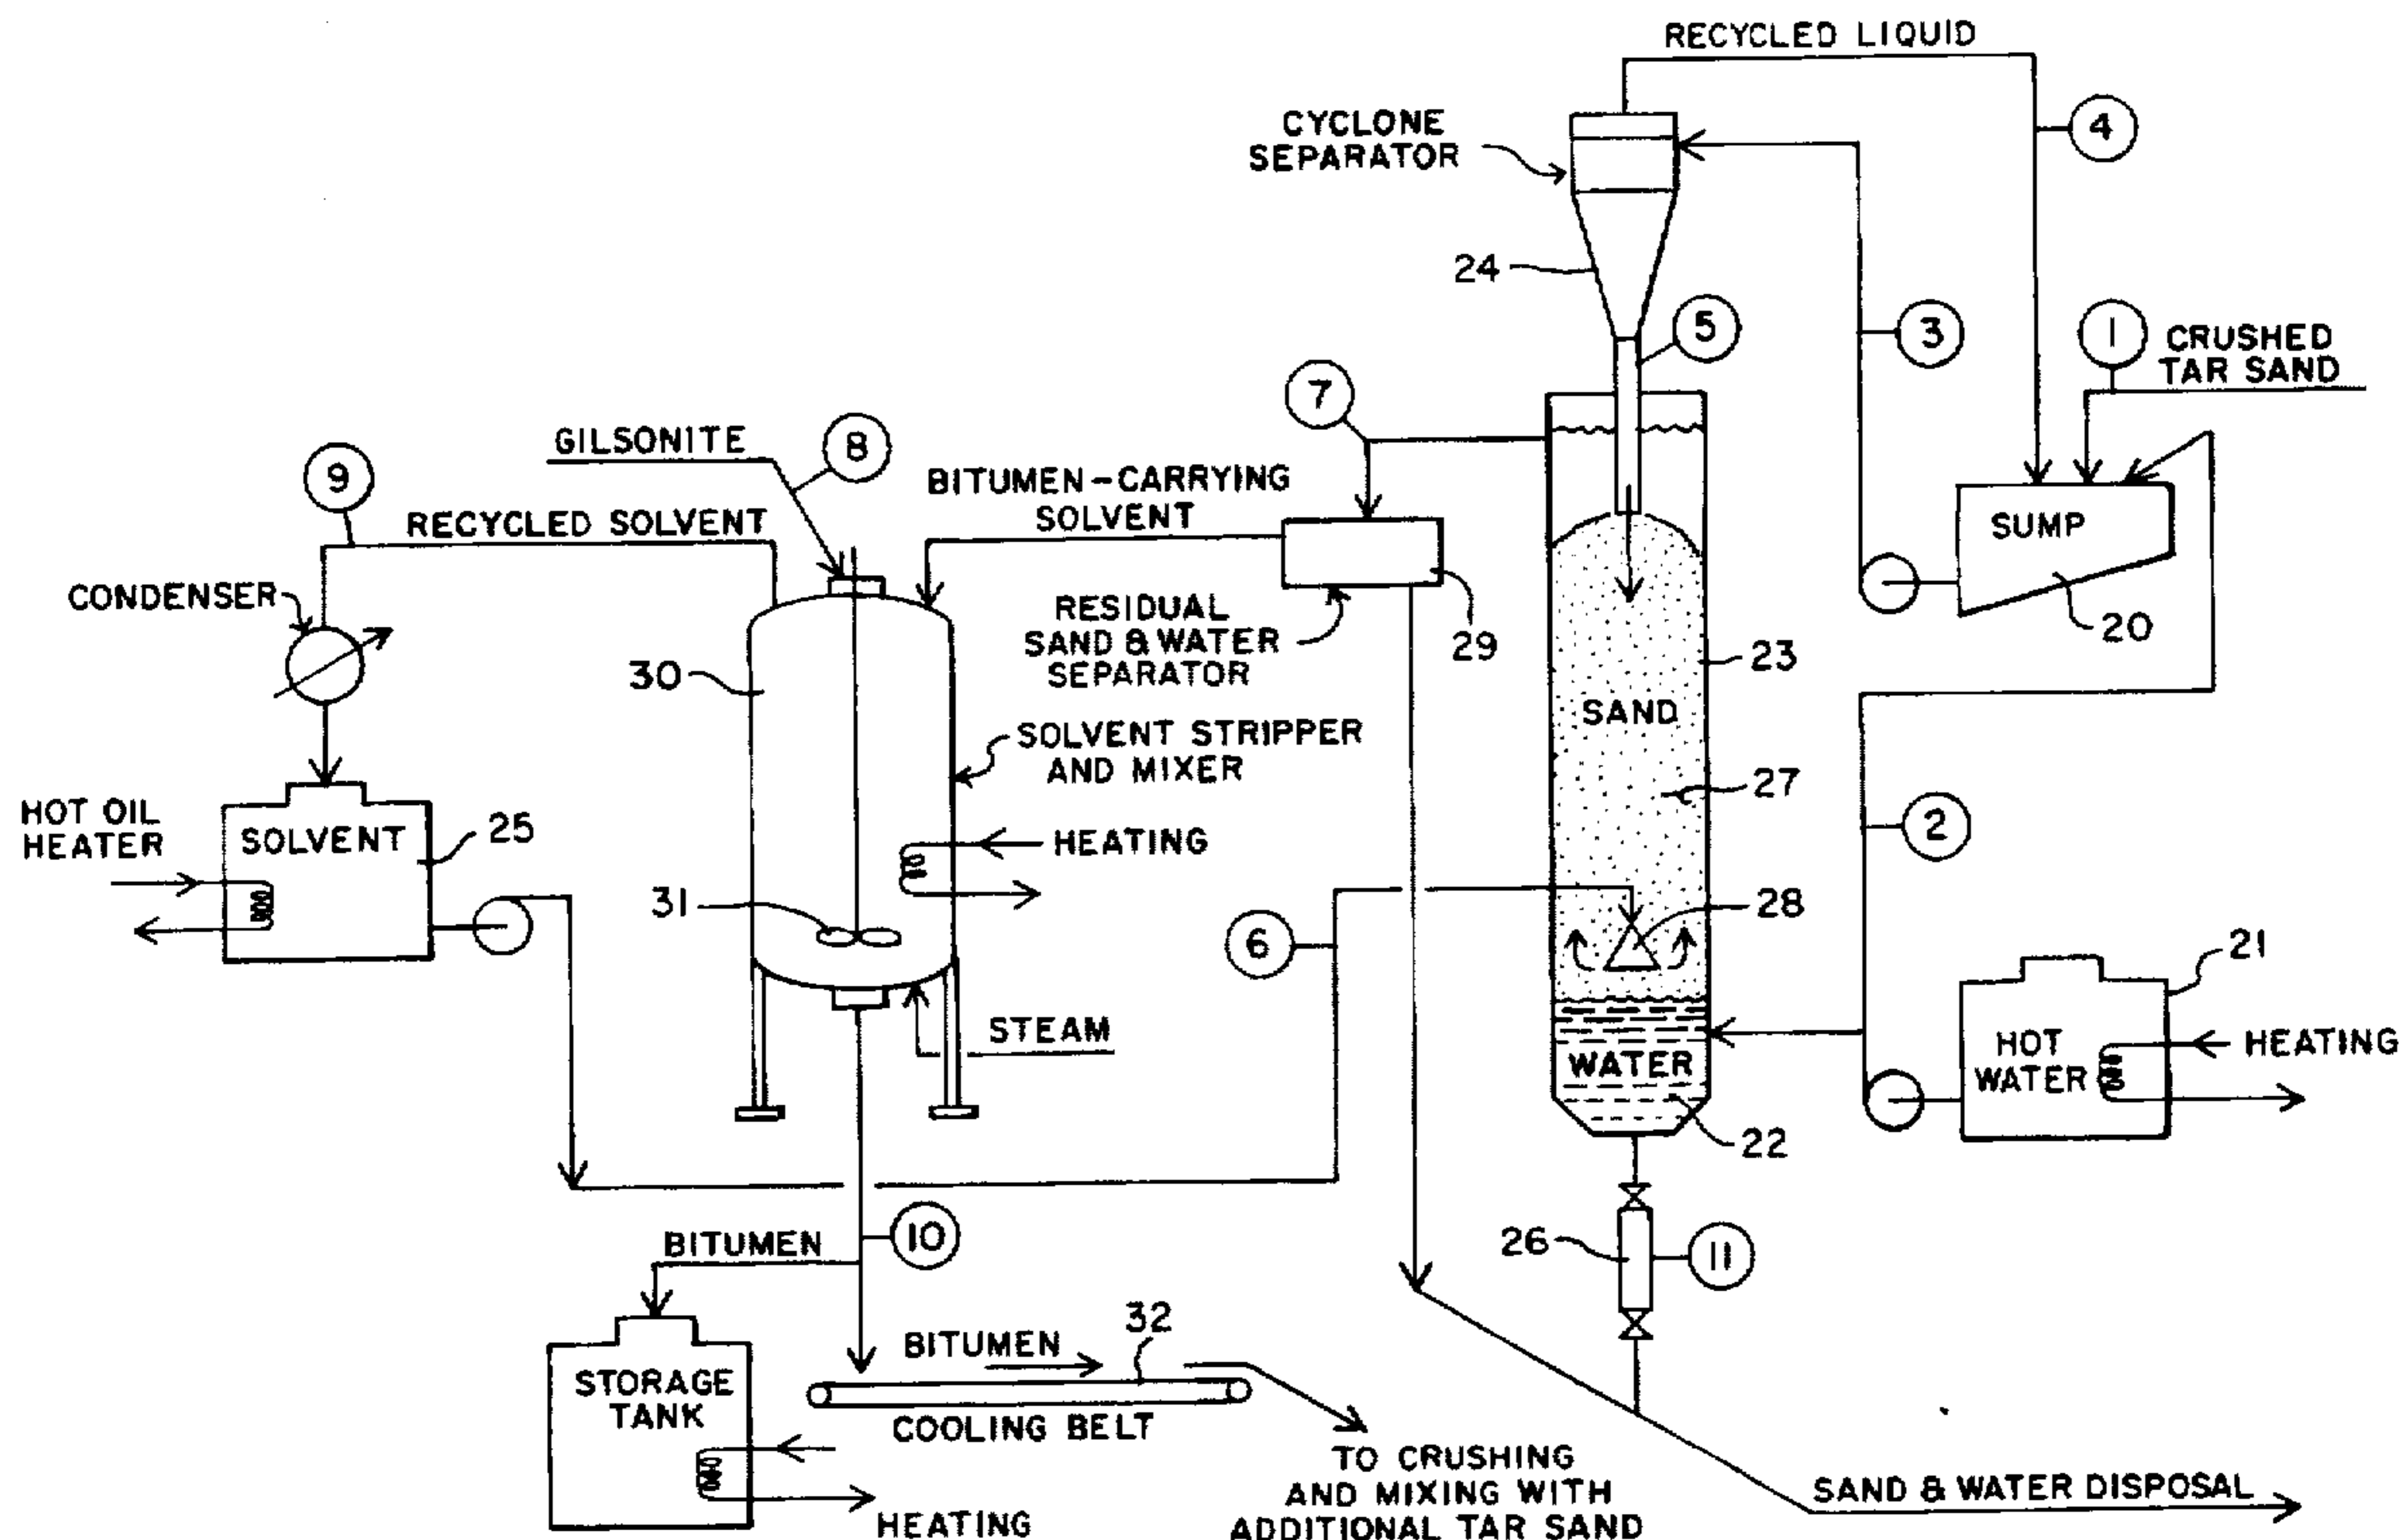 RECYCLED LIQUID
CYCLONE
SEPARATOR
4
24
5
3
1
CRUSHED
TAR SAND
7
GILSONITE
8
9
RECYCLED SOLVENT
BITUMEN-CARRYING
SOLVENT
SUMP
20
CONDENSER
RESIDUAL
SAND & WATER
SEPARATOR
29
23
30
SAND
SOLVENT STRIPPER
AND MIXER
27
HOT OIL
HEATER
SOLVENT
25
HEATING
2
31
28
6
21
STEAM
WATER
HOT
WATER
HEATING
22
BITUMEN
10
26
11
32
BITUMEN
STORAGE
TANK
COOLING BELT
HEATING
TO CRUSHING
AND MIXING WITH
ADDITIONAL TAR SAND
SAND & WATER DISPOSAL